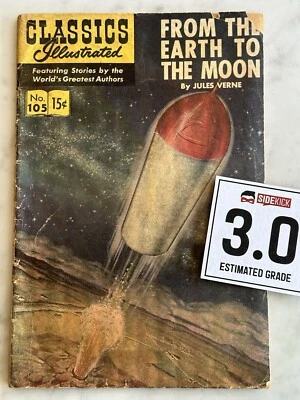 CLASSICS
Illustrated
Featuring Stories by the
World's Greatest Authors
No.
105
15¢
FROM THE
EARTH TO
THE MOON
By JULES VERNE
SIDEKICK
3.0
ESTIMATED GRADE